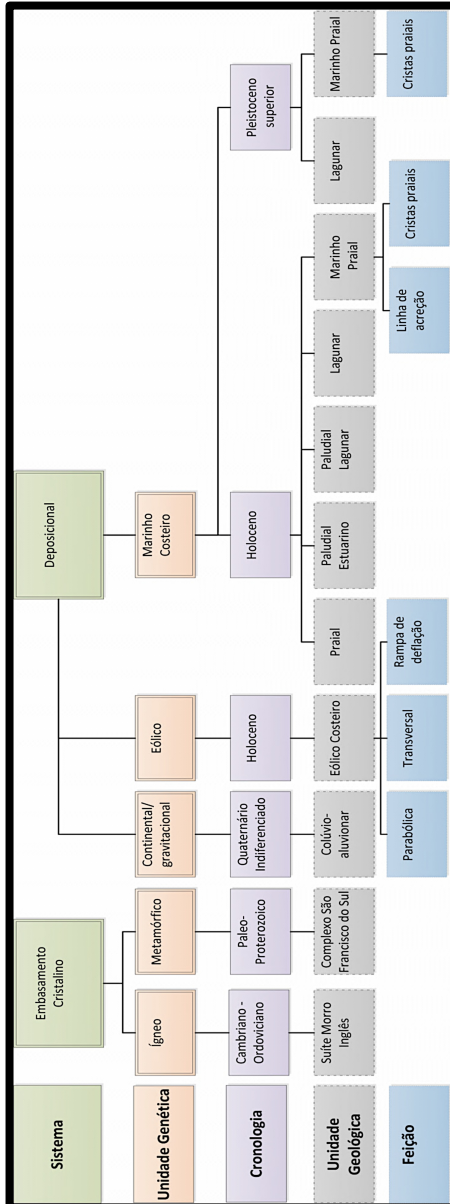 Sistema
Embasamento
Cristalino
Deposicional
Unidade Genética
Ígneo
Metamórfico
Continental/
gravitacional
Eólico
Marinho
Costeiro
Cronologia
Cambriano -
Ordoviciano
Paleo-
Proterozoico
Quaternário
Indiferenciado
Holoceno
Holoceno
Pleistoceno
superior
Unidade
Geológica
Suíte Morro
Inglês
Complexo São
Francisco do Sul
Colúvio-
aluvionar
Eólico Costeiro
Praial
Paludial
Estuarino
Paludial
Lagunar
Lagunar
Marinho
Praial
Lagunar
Marinho Praial
Feição
Parabólica
Transversal
Rampa de
deflação
Linha de
acreção
Cristas praiais
Cristas praiais